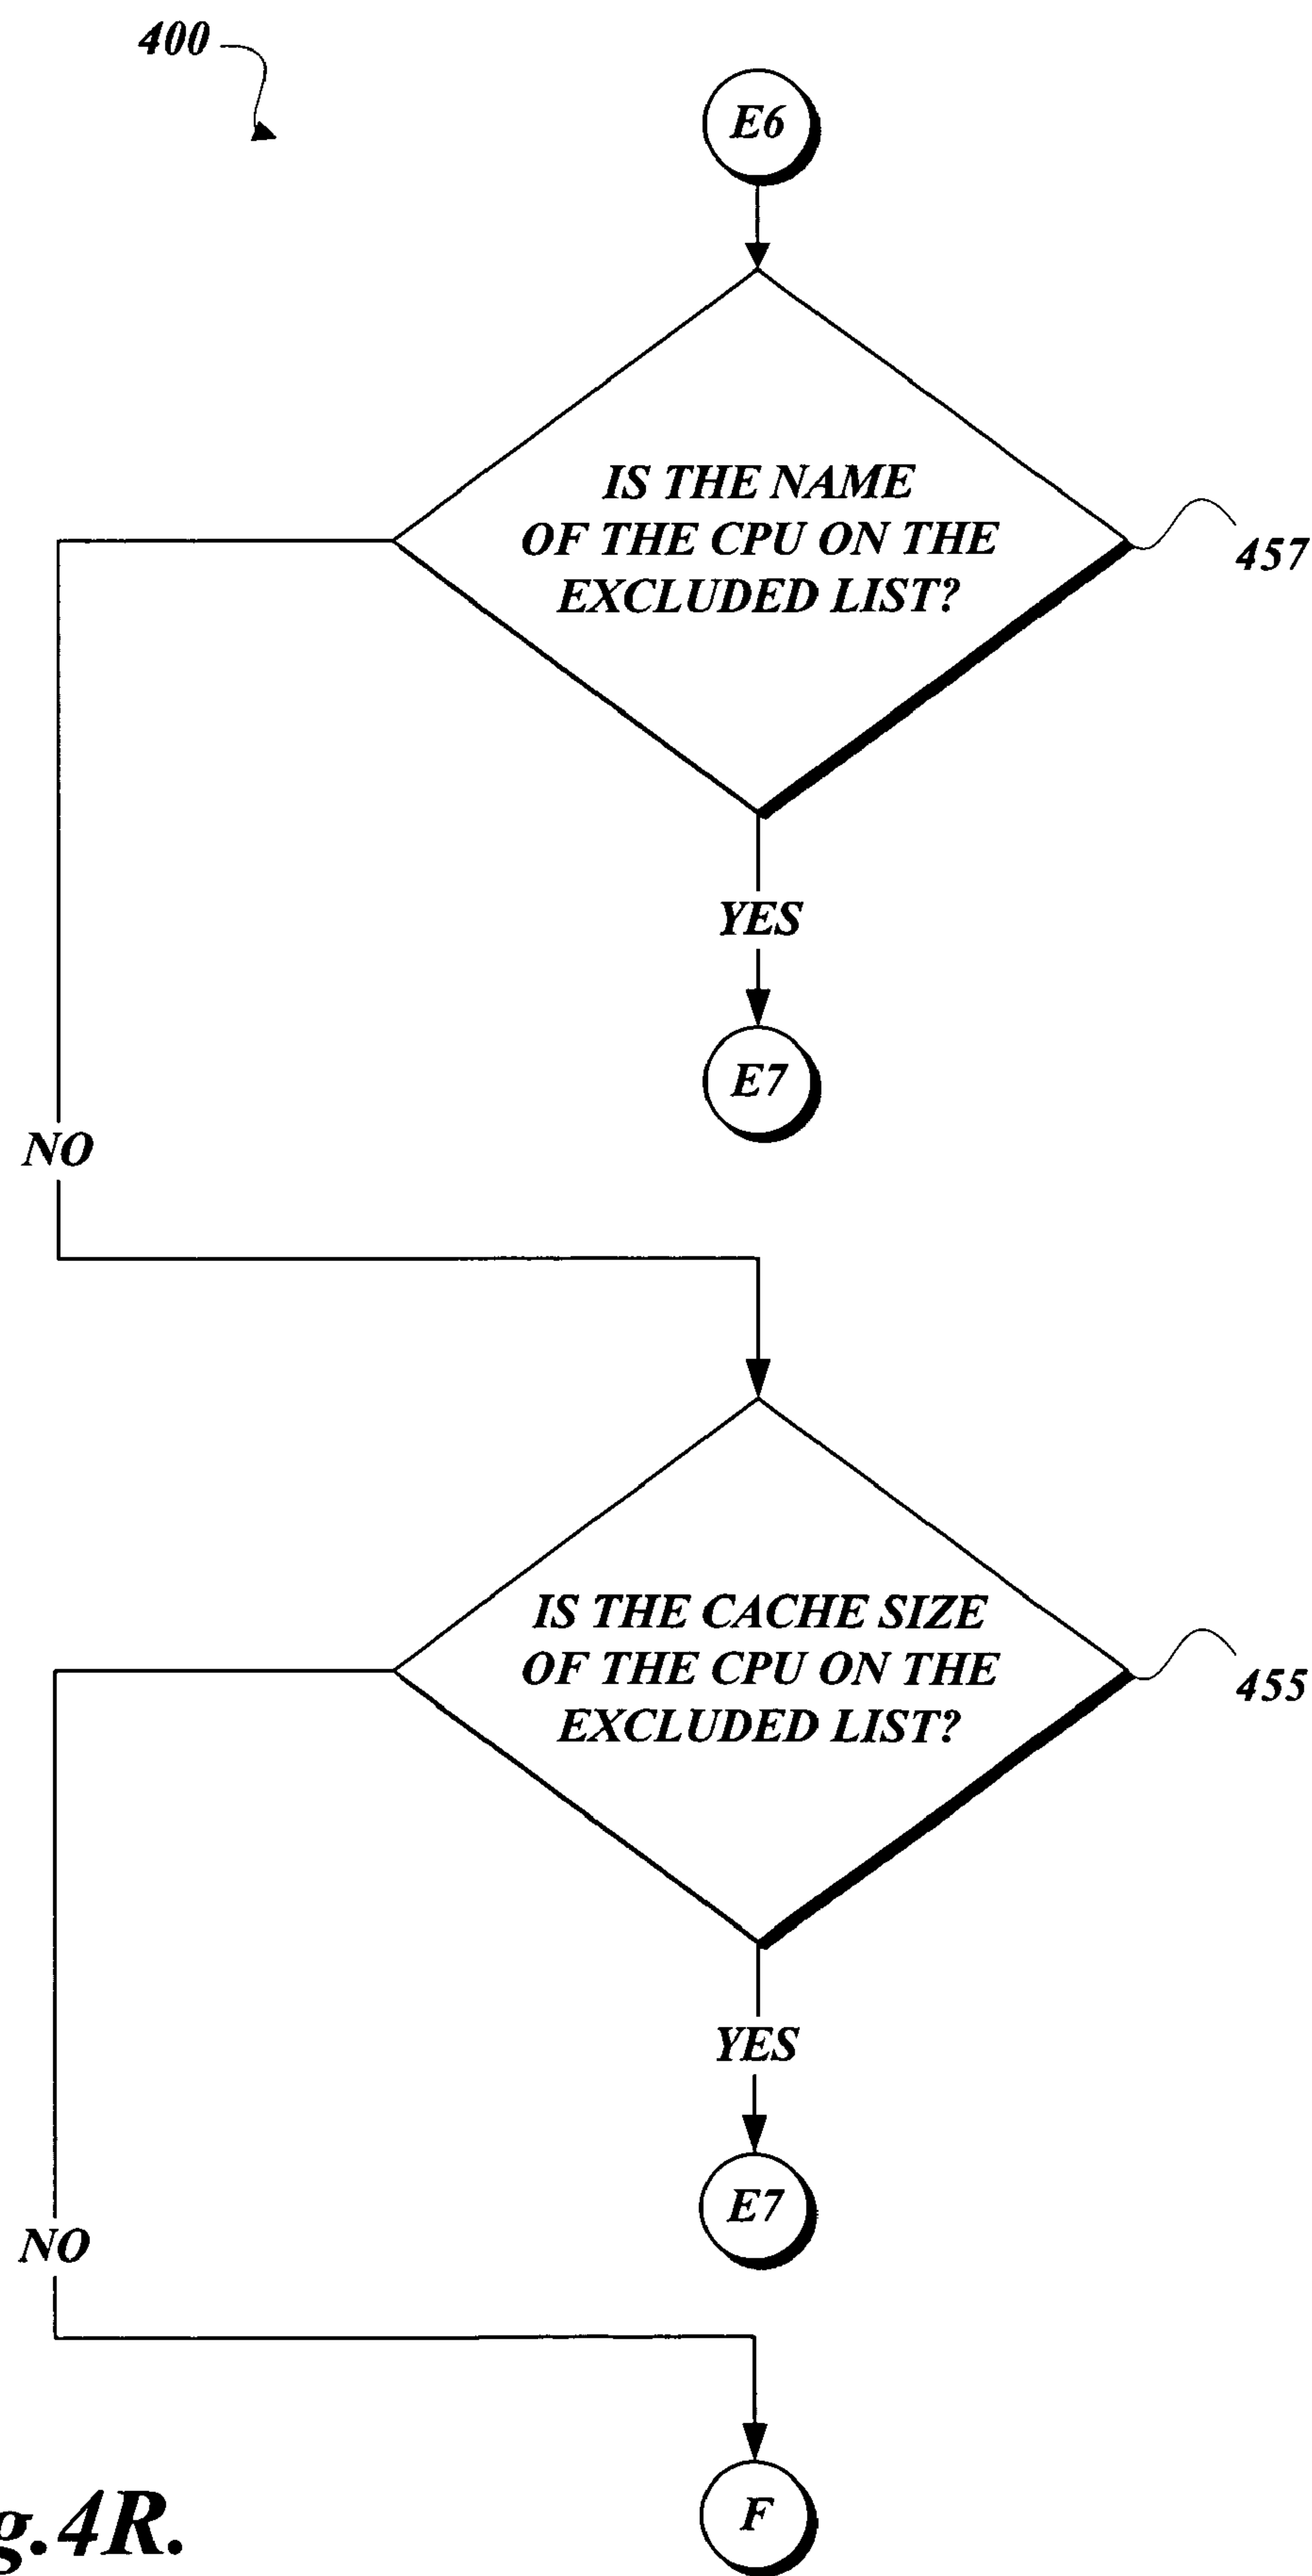 400
E6
IS THE NAME
OF THE CPU ON THE
EXCLUDED LIST?
457
YES
E7
NO
IS THE CACHE SIZE
OF THE CPU ON THE
EXCLUDED LIST?
455
YES
E7
NO
F
g.4R.